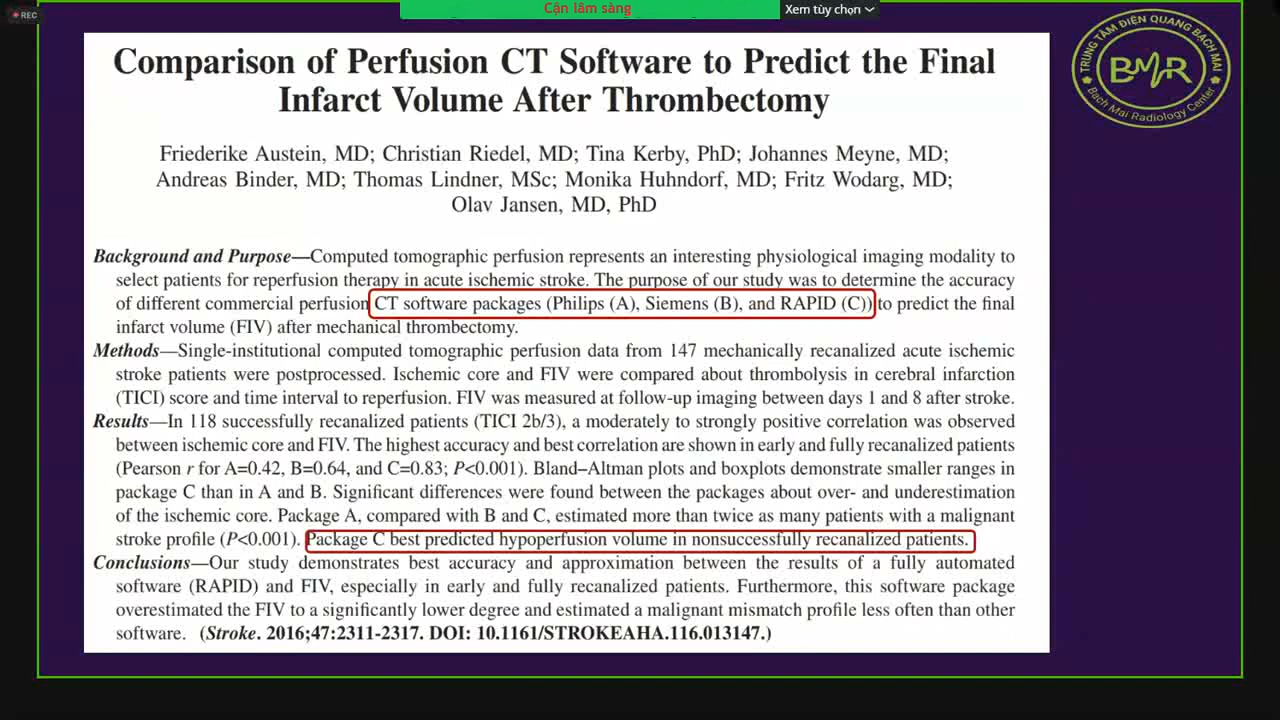 REC
Cận lâm sàng
Xem tùy chọn
TRUNG TÂM ĐIỆN QUANG BẠCH MAI
BMR
Bach Mai Radiology Center
Comparison of Perfusion CT Software to Predict the Final
Infarct Volume After Thrombectomy
Friederike Austein, MD; Christian Riedel, MD; Tina Kerby, PhD; Johannes Meyne, MD;
Andreas Binder, MD; Thomas Lindner, MSc; Monika Huhndorf, MD; Fritz Wodarg, MD;
Olav Jansen, MD, PhD
Background and Purpose—Computed tomographic perfusion represents an interesting physiological imaging modality to
select patients for reperfusion therapy in acute ischemic stroke. The purpose of our study was to determine the accuracy
of different commercial perfusion CT software packages (Philips (A), Siemens (B), and RAPID (C)) to predict the final
infarct volume (FIV) after mechanical thrombectomy.
Methods—Single-institutional computed tomographic perfusion data from 147 mechanically recanalized acute ischemic
stroke patients were postprocessed. Ischemic core and FIV were compared about thrombolysis in cerebral infarction
(TICI) score and time interval to reperfusion. FIV was measured at follow-up imaging between days 1 and 8 after stroke.
Results—In 118 successfully recanalized patients (TICI 2b/3), a moderately to strongly positive correlation was observed
between ischemic core and FIV. The highest accuracy and best correlation are shown in early and fully recanalized patients
(Pearson r for A=0.42, B=0.64, and C=0.83; P<0.001). Bland–Altman plots and boxplots demonstrate smaller ranges in
package C than in A and B. Significant differences were found between the packages about over- and underestimation
of the ischemic core. Package A, compared with B and C, estimated more than twice as many patients with a malignant
stroke profile (P<0.001). Package C best predicted hypoperfusion volume in nonsuccessfully recanalized patients.
Conclusions—Our study demonstrates best accuracy and approximation between the results of a fully automated
software (RAPID) and FIV, especially in early and fully recanalized patients. Furthermore, this software package
overestimated the FIV to a significantly lower degree and estimated a malignant mismatch profile less often than other
software. (Stroke. 2016;47:2311-2317. DOI: 10.1161/STROKEAHA.116.013147.)